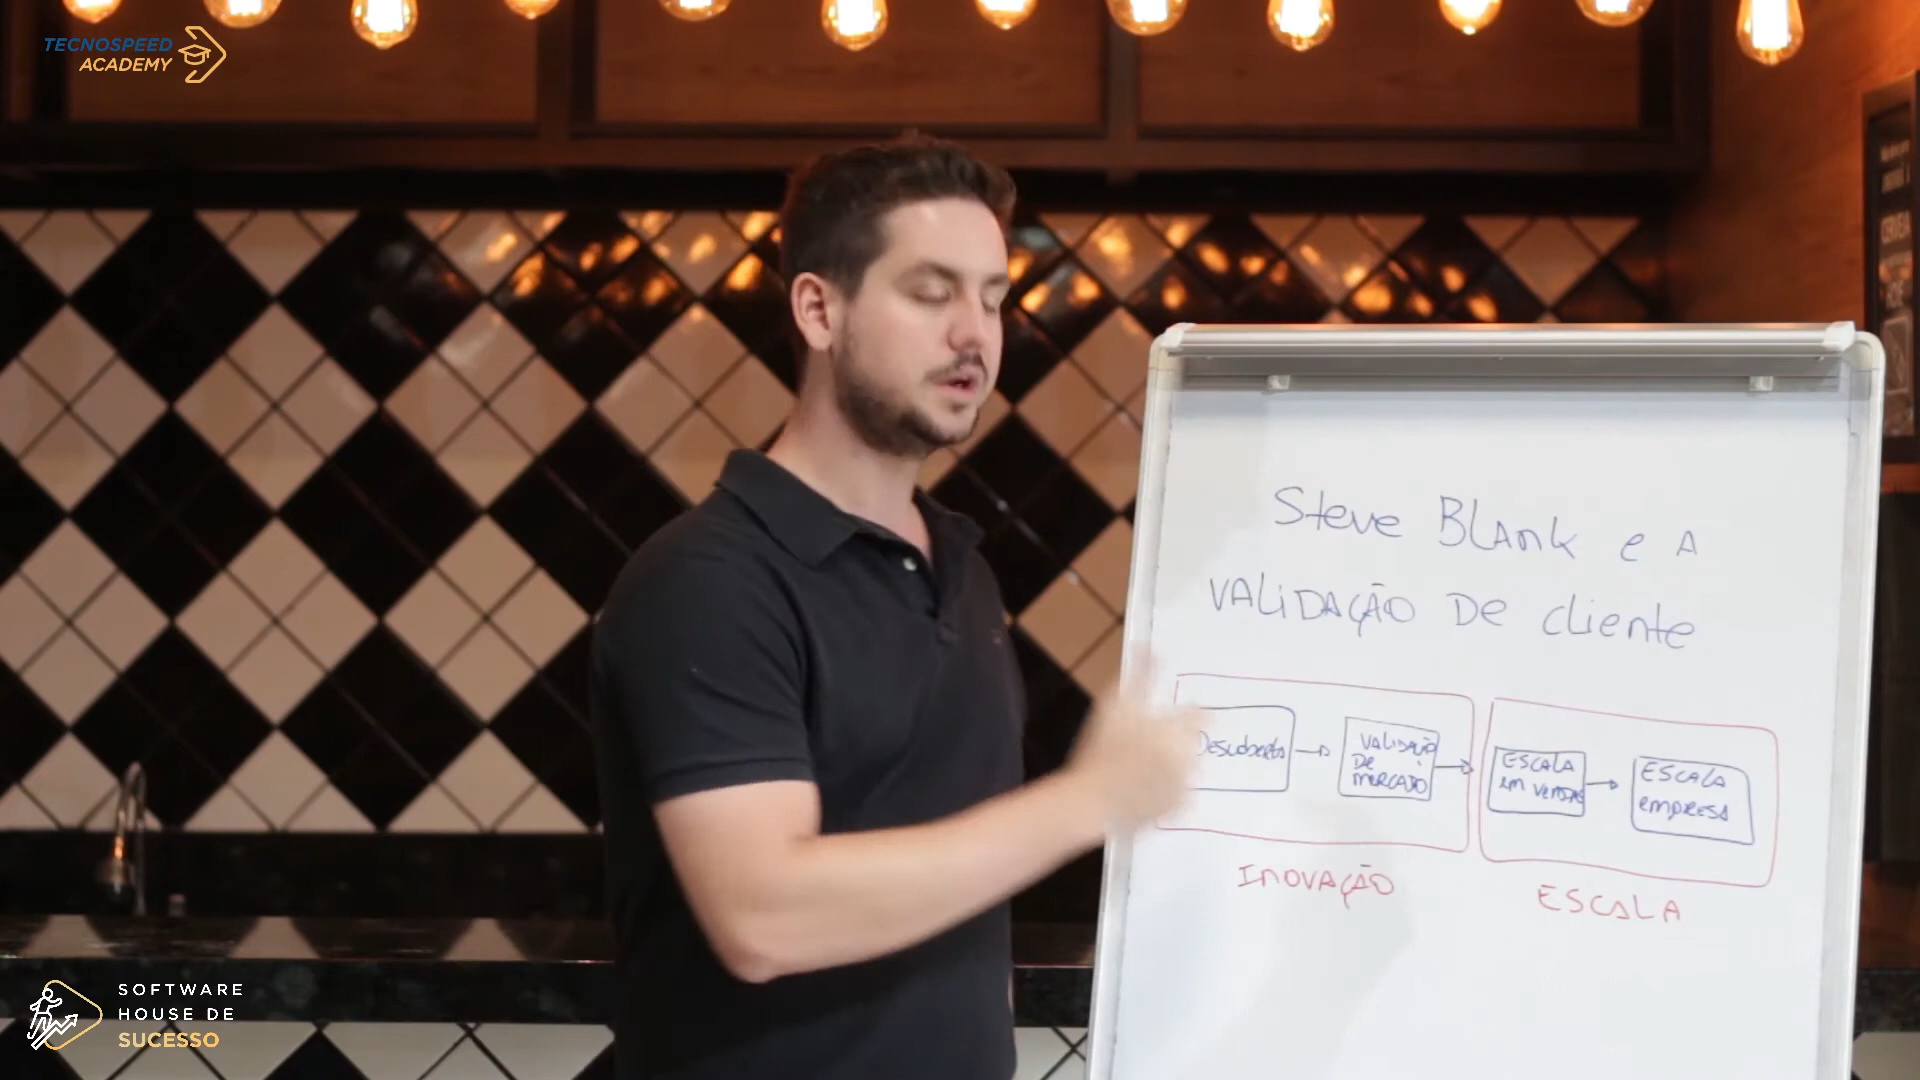 TECNOSPEED
ACADEMY
Steve Blank e A
VALIDAÇÃO DE cliente
Descoberta
VALIDAÇÃO
De
mercado
ESCALA
em vendas
ESCALA
empresa
INOVAÇÃO
ESCALA
SOFTWARE
HOUSE DE
SUCESSO